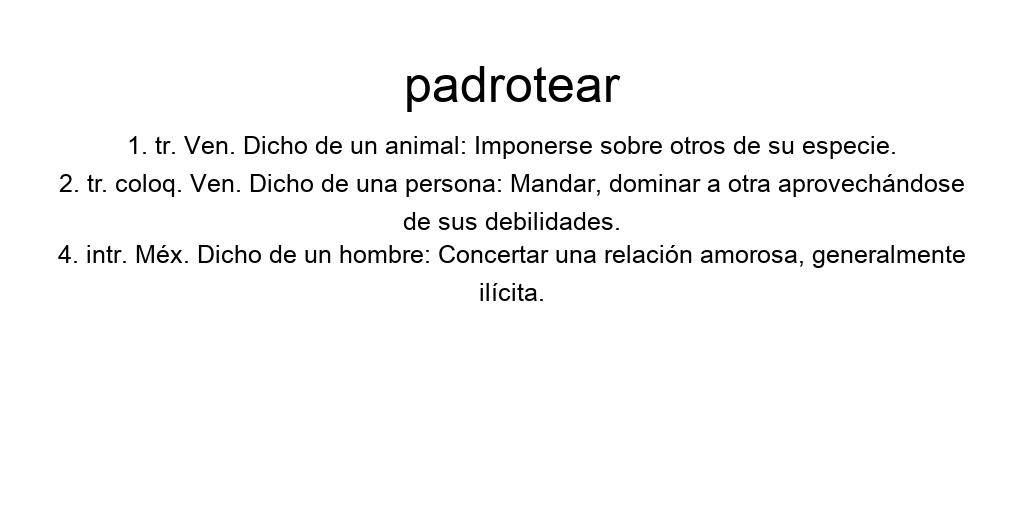 padrotear
1. tr. Ven. Dicho de un animal: Imponerse sobre otros de su especie.
2. tr. coloq. Ven. Dicho de una persona: Mandar, dominar a otra aprovechándose
de sus debilidades.
4. intr. Méx. Dicho de un hombre: Concertar una relación amorosa, generalmente
ilícita.